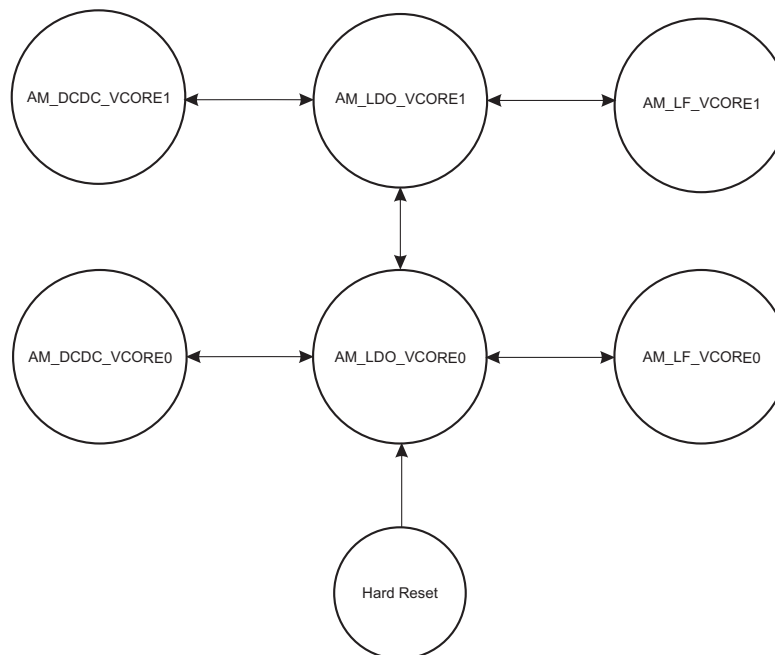 AM_DCDC_VCORE1
AM_LDO_VCORE1
AM_LF_VCORE1
AM_DCDC_VCORE0
AM_LDO_VCORE0
AM_LF_VCORE0
Hard Reset